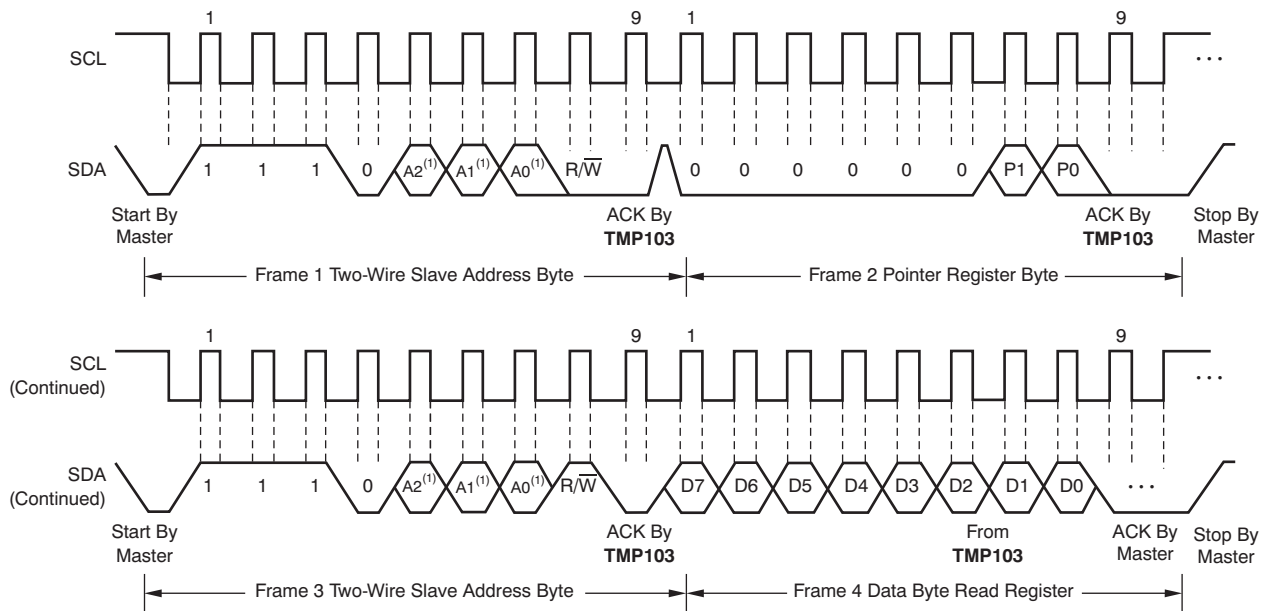 1 9 1 9
SCL ...
SDA 1 1 1 0 A2(1) A1(1) A0(1) R/W̅ 0 0 0 0 0 0 P1 P0
Start By Master ACK By TMP103 ACK By TMP103 Stop By Master
Frame 1 Two-Wire Slave Address Byte Frame 2 Pointer Register Byte
1 9 1 9
SCL (Continued) ...
SDA (Continued) 1 1 1 0 A2(1) A1(1) A0(1) R/W̅ D7 D6 D5 D4 D3 D2 D1 D0 ...
Start By Master ACK By TMP103 From TMP103 ACK By Master Stop By Master
Frame 3 Two-Wire Slave Address Byte Frame 4 Data Byte Read Register